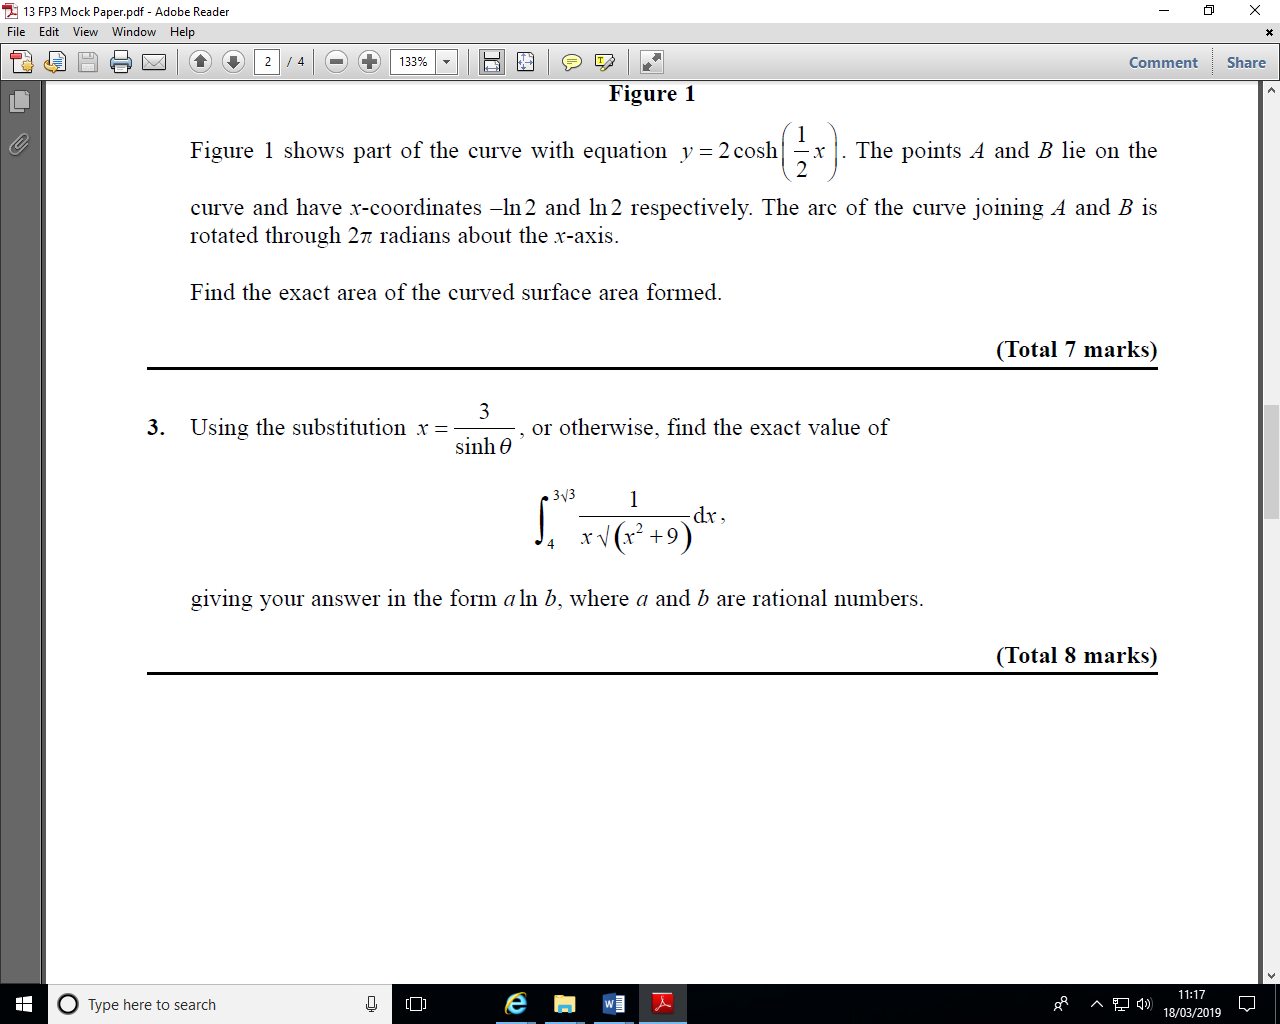 13 FP3 Mock Paper.pdf - Adobe Reader
File Edit View Window Help
2 / 4 133% Comment Share
Figure 1
Figure 1 shows part of the curve with equation y = 2 cosh(1/2 x). The points A and B lie on the
curve and have x-coordinates –ln 2 and ln 2 respectively. The arc of the curve joining A and B is
rotated through 2π radians about the x-axis.
Find the exact area of the curved surface area formed.
(Total 7 marks)
3. Using the substitution x = 3/sinh θ, or otherwise, find the exact value of
∫_4^{3√3} 1/(x√(x² + 9)) dx,
giving your answer in the form a ln b, where a and b are rational numbers.
(Total 8 marks)
Type here to search
11:17
18/03/2019